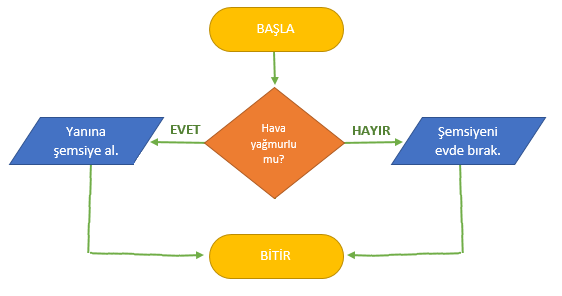 BAŞLA
EVET
HAYIR
Yanına
şemsiye al.
Hava
yağmurlu
mu?
Şemsiyeni
evde bırak.
BİTİR